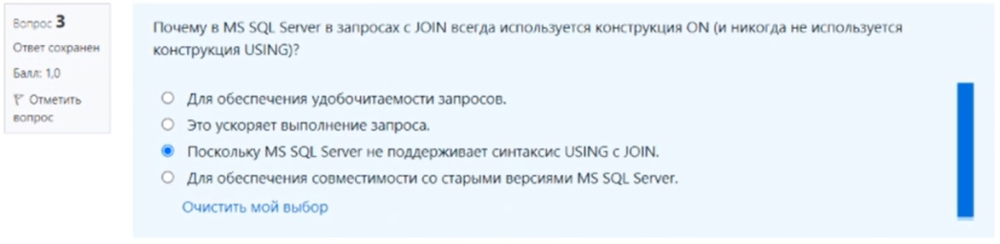 Вопрос 3
Ответ сохранен
Балл: 1,0
Отметить
вопрос
Почему в MS SQL Server в запросах с JOIN всегда используется конструкция ON (и никогда не используется
конструкция USING)?
Для обеспечения удобочитаемости запросов.
Это ускоряет выполнение запроса.
Поскольку MS SQL Server не поддерживает синтаксис USING с JOIN.
Для обеспечения совместимости со старыми версиями MS SQL Server.
Очистить мой выбор